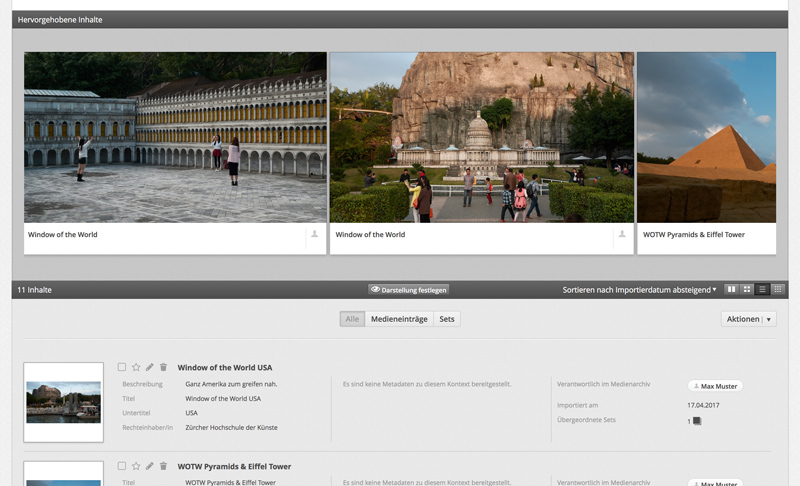 Hervorgehobene Inhalte
Window of the World
Window of the World
WOTW Pyramids & Eiffel Tower
11 Inhalte
Darstellung festlegen
Sortieren nach Importierdatum absteigend
Alle
Medieneinträge
Sets
Aktionen
Window of the World USA
Beschreibung Ganz Amerika zum greifen nah.
Titel Window of the World USA
Untertitel USA
Rechteinhaber/in Zürcher Hochschule der Künste
Es sind keine Metadaten zu diesem Kontext bereitgestellt.
Verantwortlich im Medienarchiv Max Muster
Importiert am 17.04.2017
Übergeordnete Sets 1
WOTW Pyramids & Eiffel Tower
Titel WOTW Pyramids & Eiffel Tower
Es sind keine Metadaten zu diesem Kontext bereitgestellt.
Verantwortlich im Medienarchiv Max Muster